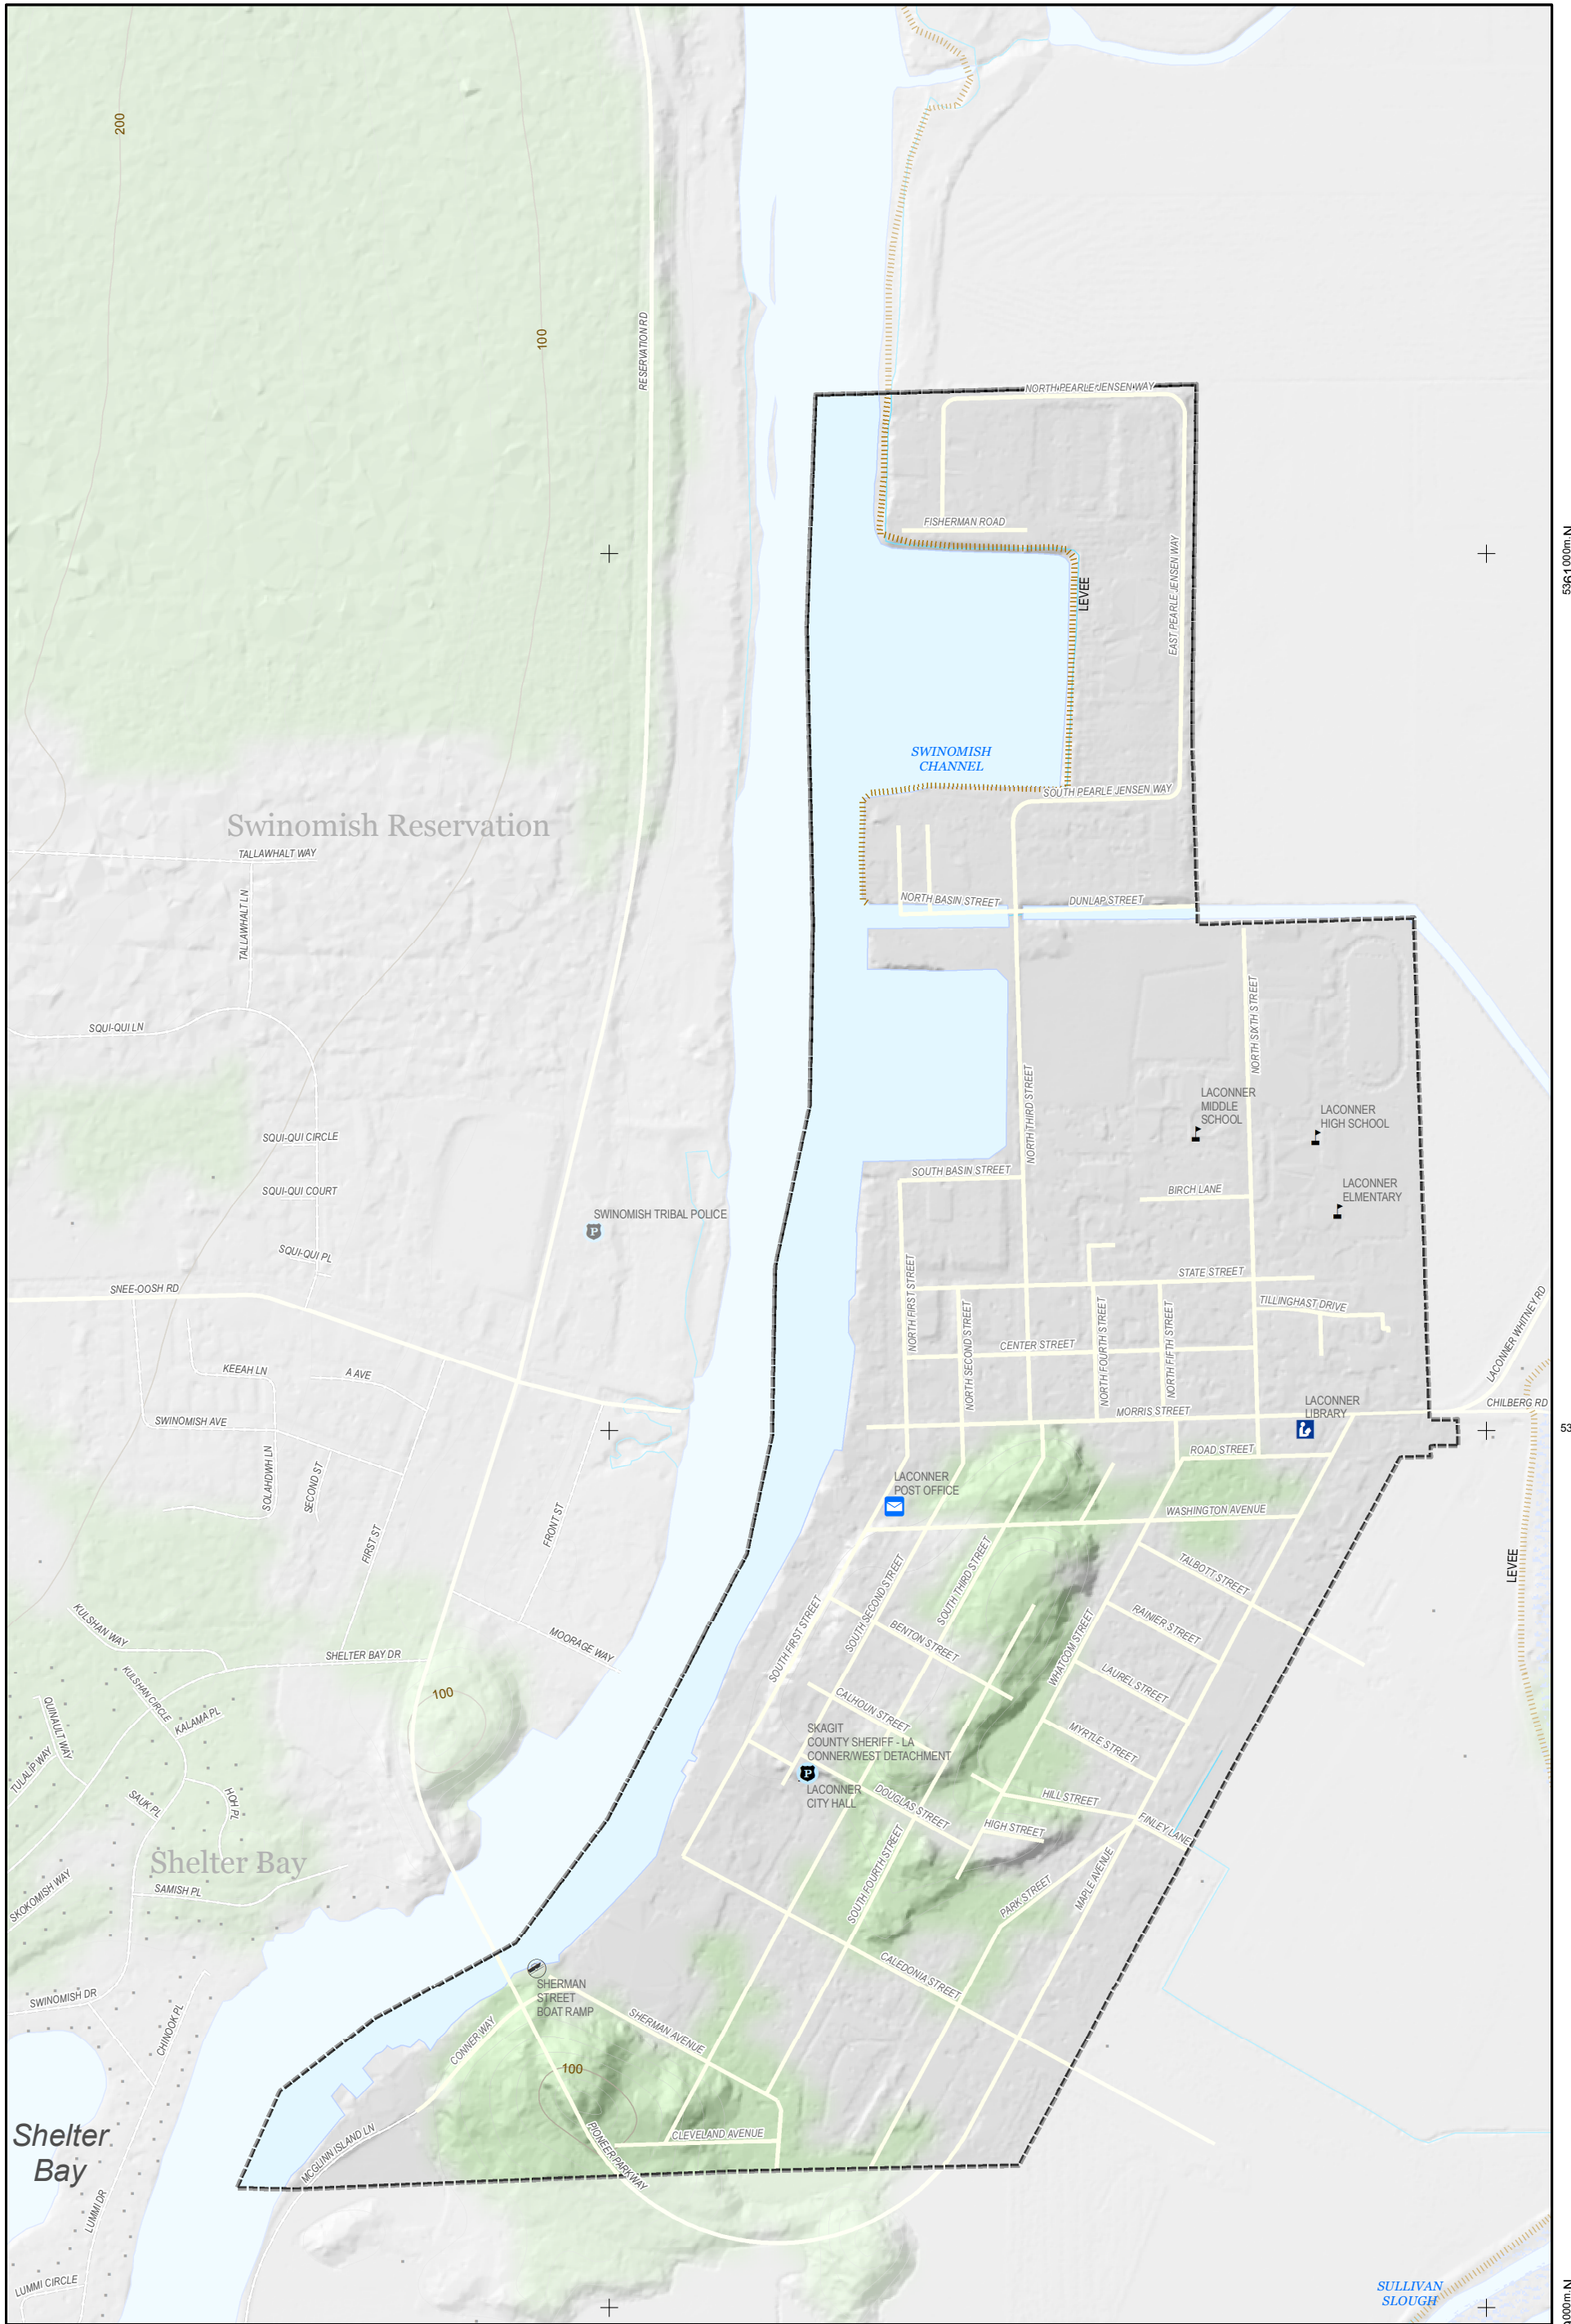 200
100
RESERVATION RD
NORTH PEARLE JENSEN WAY
FISHERMAN ROAD
5361000m.N
EAST PEARLE JENSEN WAY
LEVEE
SWINOMISH
CHANNEL
SOUTH PEARLE JENSEN WAY
Swinomish Reservation
TALLAWHALT WAY
TALLAWHALT LN
NORTH BASIN STREET
DUNLAP STREET
SQUI-QUI LN
NORTH SIXTH STREET
NORTH THIRD STREET
LACONNER
MIDDLE
SCHOOL
LACONNER
HIGH SCHOOL
SQUI-QUI CIRCLE
SOUTH BASIN STREET
BIRCH LANE
LACONNER
ELMENTARY
SQUI-QUI COURT
SWINOMISH TRIBAL POLICE
P
SQUI-QUI PL
SNEE-OOSH RD
STATE STREET
NORTH FIRST STREET
NORTH SECOND STREET
NORTH FOURTH STREET
NORTH FIFTH STREET
TILLINGHAST DRIVE
LACONNER WHITNEY RD
CENTER STREET
KEEAH LN
A AVE
LACONNER
LIBRARY
CHILBERG RD
MORRIS STREET
SWINOMISH AVE
53
ROAD STREET
SOLAHDWH LN
SECOND ST
LACONNER
POST OFFICE
WASHINGTON AVENUE
FIRST ST
FRONT ST
TALBOTT STREET
LEVEE
SOUTH FIRST STREET
SOUTH SECOND STREET
SOUTH THIRD STREET
BENTON STREET
RAINIER STREET
WHATCOM STREET
KULSHAN WAY
MOORAGE WAY
SHELTER BAY DR
LAUREL STREET
KULSHAN CIRCLE
100
CALHOUN STREET
QUINAULT WAY
KALAMA PL
MYRTLE STREET
SKAGIT
COUNTY SHERIFF - LA
CONNER/WEST DETACHMENT
P
LACONNER
CITY HALL
TULALIP WAY
SAUK PL
HOH PL
DOUGLAS STREET
HILL STREET
HIGH STREET
FINLEY LANE
Shelter Bay
SOUTH FOURTH STREET
SKOKOMISH WAY
SAMISH PL
PARK STREET
MAPLE AVENUE
CALEDONIA STREET
SHERMAN
STREET
BOAT RAMP
SWINOMISH DR
CHINOOK PL
CONNER WAY
SHERMAN AVENUE
100
Shelter
Bay
MCGLINN ISLAND LN
PIONEER PARKWAY
CLEVELAND AVENUE
LUMMI DR
LUMMI CIRCLE
SULLIVAN
SLOUGH
000m.N